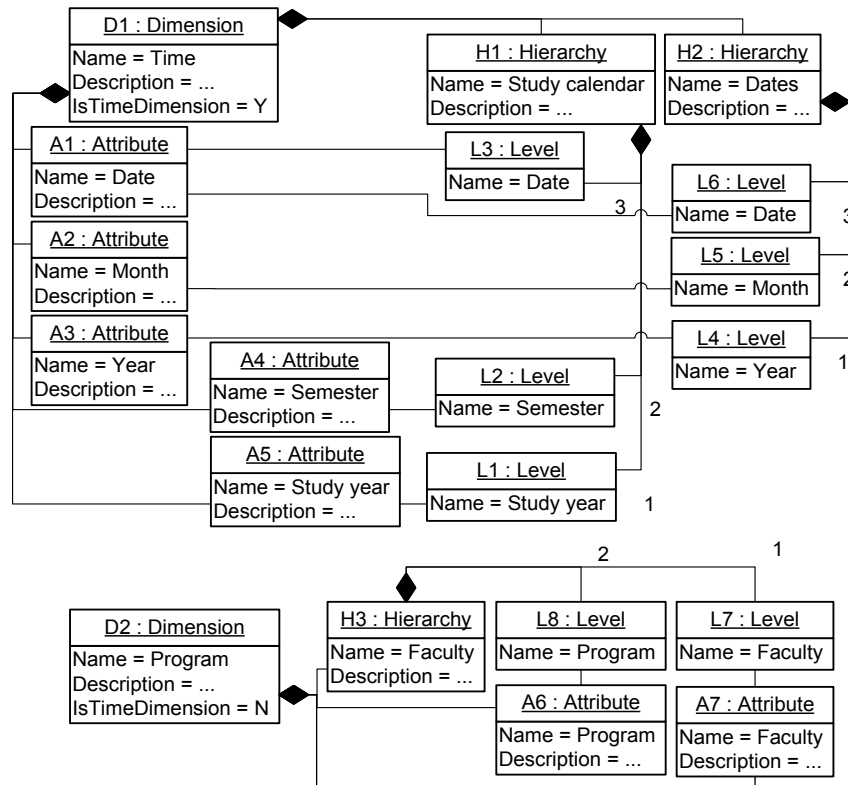 D1 : Dimension
Name = Time
Description = ...
IsTimeDimension = Y
H1 : Hierarchy
Name = Study calendar
Description = ...
H2 : Hierarchy
Name = Dates
Description = ...
A1 : Attribute
Name = Date
Description = ...
L3 : Level
Name = Date
3
L6 : Level
Name = Date
3
A2 : Attribute
Name = Month
Description = ...
L5 : Level
Name = Month
2
A3 : Attribute
Name = Year
Description = ...
L4 : Level
Name = Year
1
A4 : Attribute
Name = Semester
Description = ...
L2 : Level
Name = Semester
2
A5 : Attribute
Name = Study year
Description = ...
L1 : Level
Name = Study year
1
2
1
D2 : Dimension
Name = Program
Description = ...
IsTimeDimension = N
H3 : Hierarchy
Name = Faculty
Description = ...
L8 : Level
Name = Program
L7 : Level
Name = Faculty
A6 : Attribute
Name = Program
Description = ...
A7 : Attribute
Name = Faculty
Description = ...